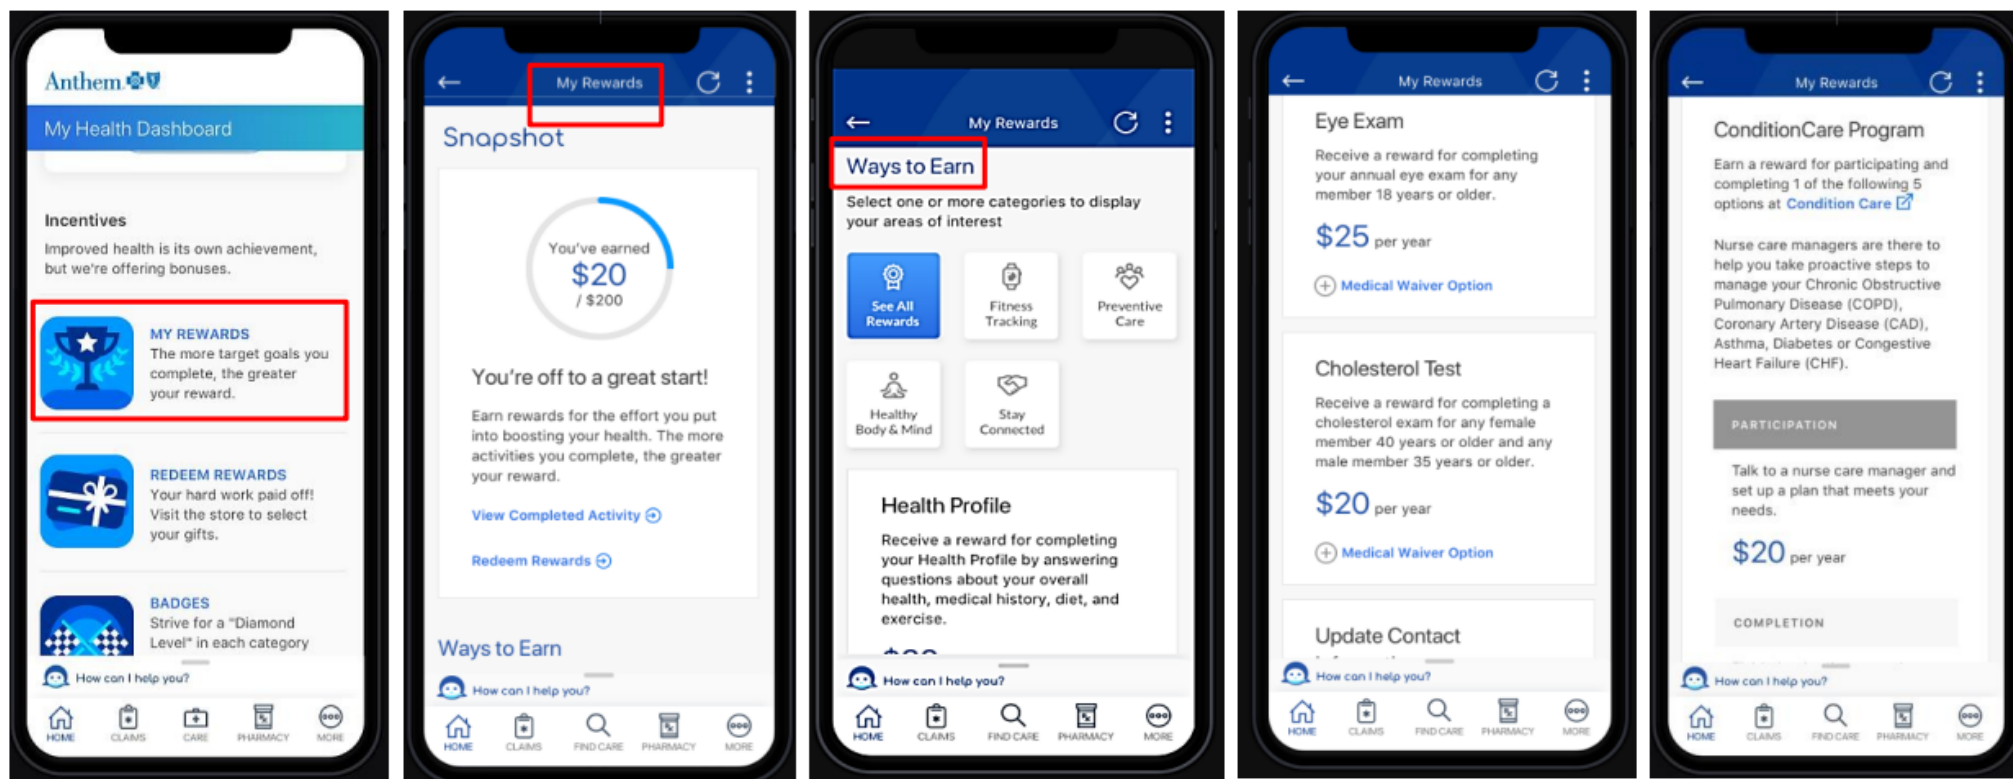 Anthem
My Health Dashboard
Incentives
Improved health is its own achievement,
but we're offering bonuses.
MY REWARDS
The more target goals you
complete, the greater
your reward.
REDEEM REWARDS
Your hard work paid off!
Visit the store to select
your gifts.
BADGES
Strive for a "Diamond
Level" in each category
How can I help you?
HOME
CLAIMS
CARE
PHARMACY
MORE
My Rewards
Snapshot
You've earned
$20
/ $200
You're off to a great start!
Earn rewards for the effort you put
into boosting your health. The more
activities you complete, the greater
your reward.
View Completed Activity
Redeem Rewards
Ways to Earn
How can I help you?
HOME
CLAIMS
FIND CARE
PHARMACY
MORE
My Rewards
Ways to Earn
Select one or more categories to display
your areas of interest
See All
Rewards
Fitness
Tracking
Preventive
Care
Healthy
Body & Mind
Stay
Connected
Health Profile
Receive a reward for completing
your Health Profile by answering
questions about your overall
health, medical history, diet, and
exercise.
How can I help you?
HOME
CLAIMS
FIND CARE
PHARMACY
MORE
My Rewards
Eye Exam
Receive a reward for completing
your annual eye exam for any
member 18 years or older.
$25 per year
Medical Waiver Option
Cholesterol Test
Receive a reward for completing a
cholesterol exam for any female
member 40 years or older and any
male member 35 years or older.
$20 per year
Medical Waiver Option
Update Contact
How can I help you?
HOME
CLAIMS
FIND CARE
PHARMACY
MORE
My Rewards
ConditionCare Program
Earn a reward for participating and
completing 1 of the following 5
options at Condition Care
Nurse care managers are there to
help you take proactive steps to
manage your Chronic Obstructive
Pulmonary Disease (COPD),
Coronary Artery Disease (CAD),
Asthma, Diabetes or Congestive
Heart Failure (CHF).
PARTICIPATION
Talk to a nurse care manager and
set up a plan that meets your
needs.
$20 per year
COMPLETION
How can I help you?
HOME
CLAIMS
FIND CARE
PHARMACY
MORE